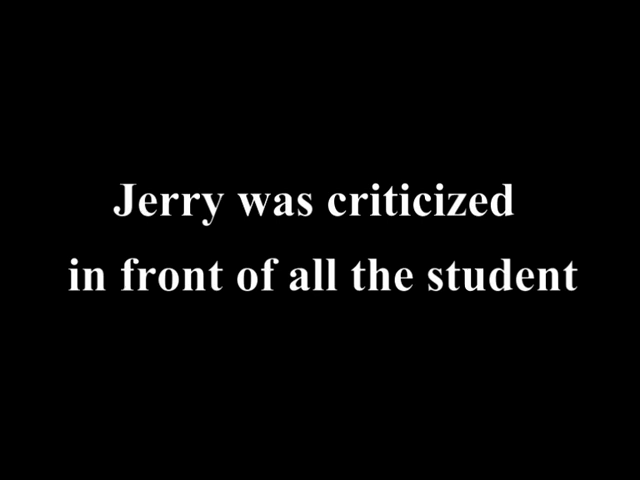 Jerry was criticized
in front of all the student